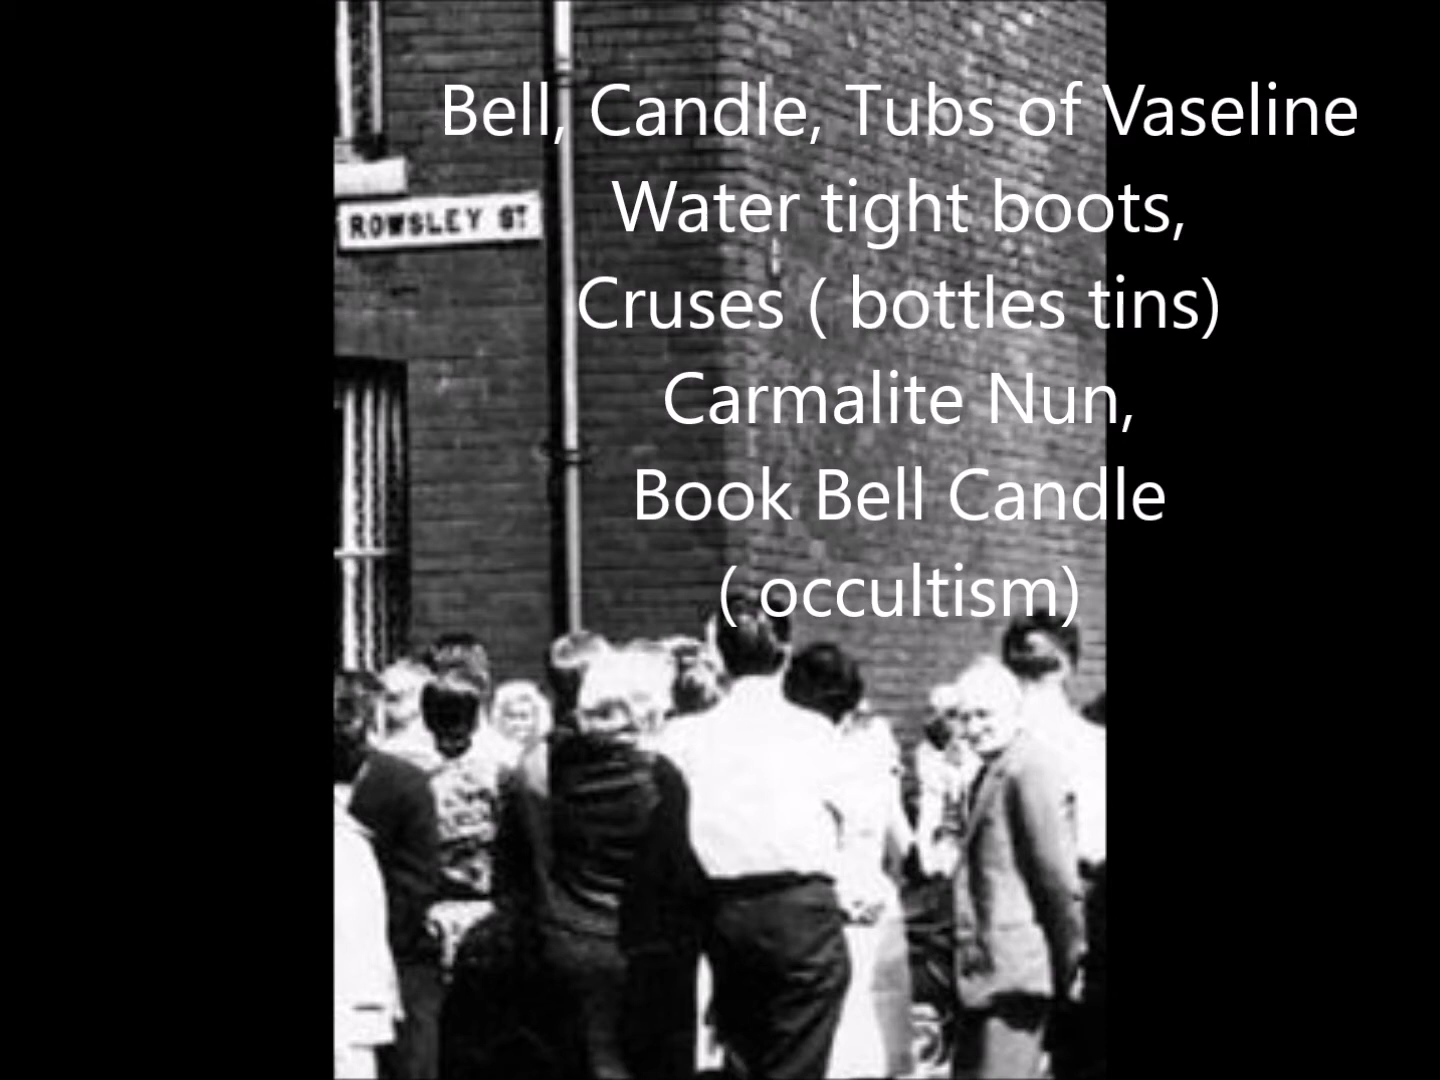 Bell, Candle, Tubs of Vaseline
ROWSLEY ST
Water tight boots,
Cruses ( bottles tins)
Carmalite Nun,
Book Bell Candle
( occultism)